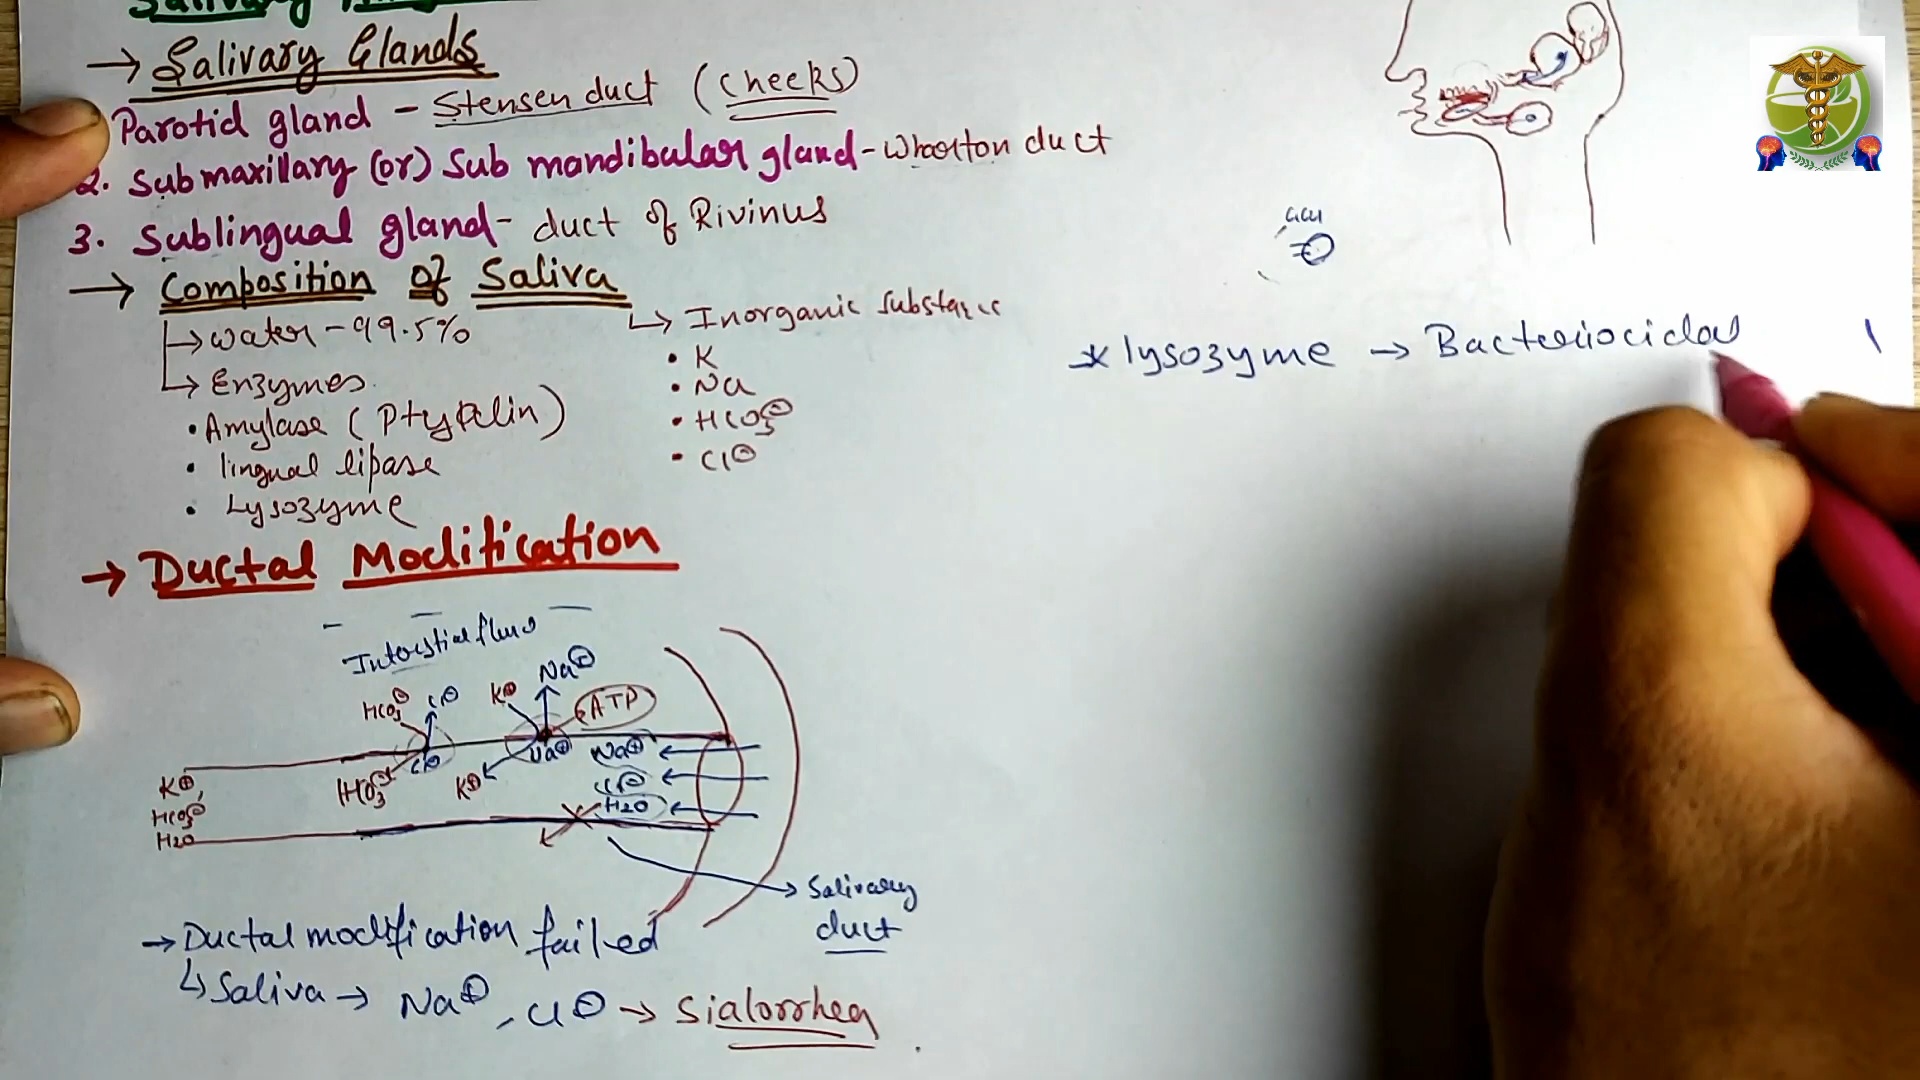 → Salivary Glands
Parotid gland - Stensen duct (cheeks)
2. Submaxillary (or) Sub mandibular gland - Wharton duct
3. Sublingual gland - duct of Rivinus
→ Composition of Saliva
→ water - 99.5%
→ Enzymes
• Amylase (Ptyalin)
• lingual lipase
• Lysozyme
→ Inorganic substance
• K
• Na
• HCO₃⊖
• Cl⊖
* lysozyme → Bacteriocidal
→ Ductal Modification
Interstial fluid
HCO₃⊖ Cl⊖ K⊕ Na⊕ ATP
HCO₃⊖ Cl⊖ K⊕ Na⊕ Na⊕
Cl⊖
H2O
K⊕,
HCO₃⊖
H2O
→ Salivary
duct
→ Ductal modification failed
↳ Saliva → Na⊕, Cl⊖ → Sialorrhea